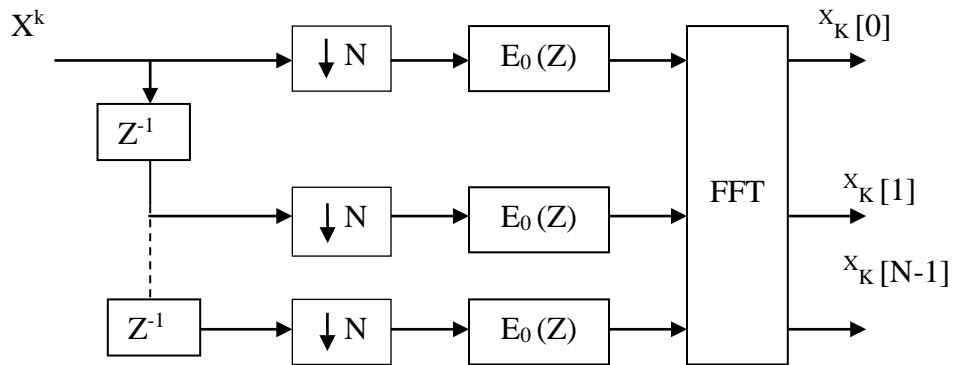 X^k
↓ N
E₀ (Z)
X_K [0]
Z^-1
FFT
↓ N
E₀ (Z)
X_K [1]
X_K [N-1]
Z^-1
↓ N
E₀ (Z)